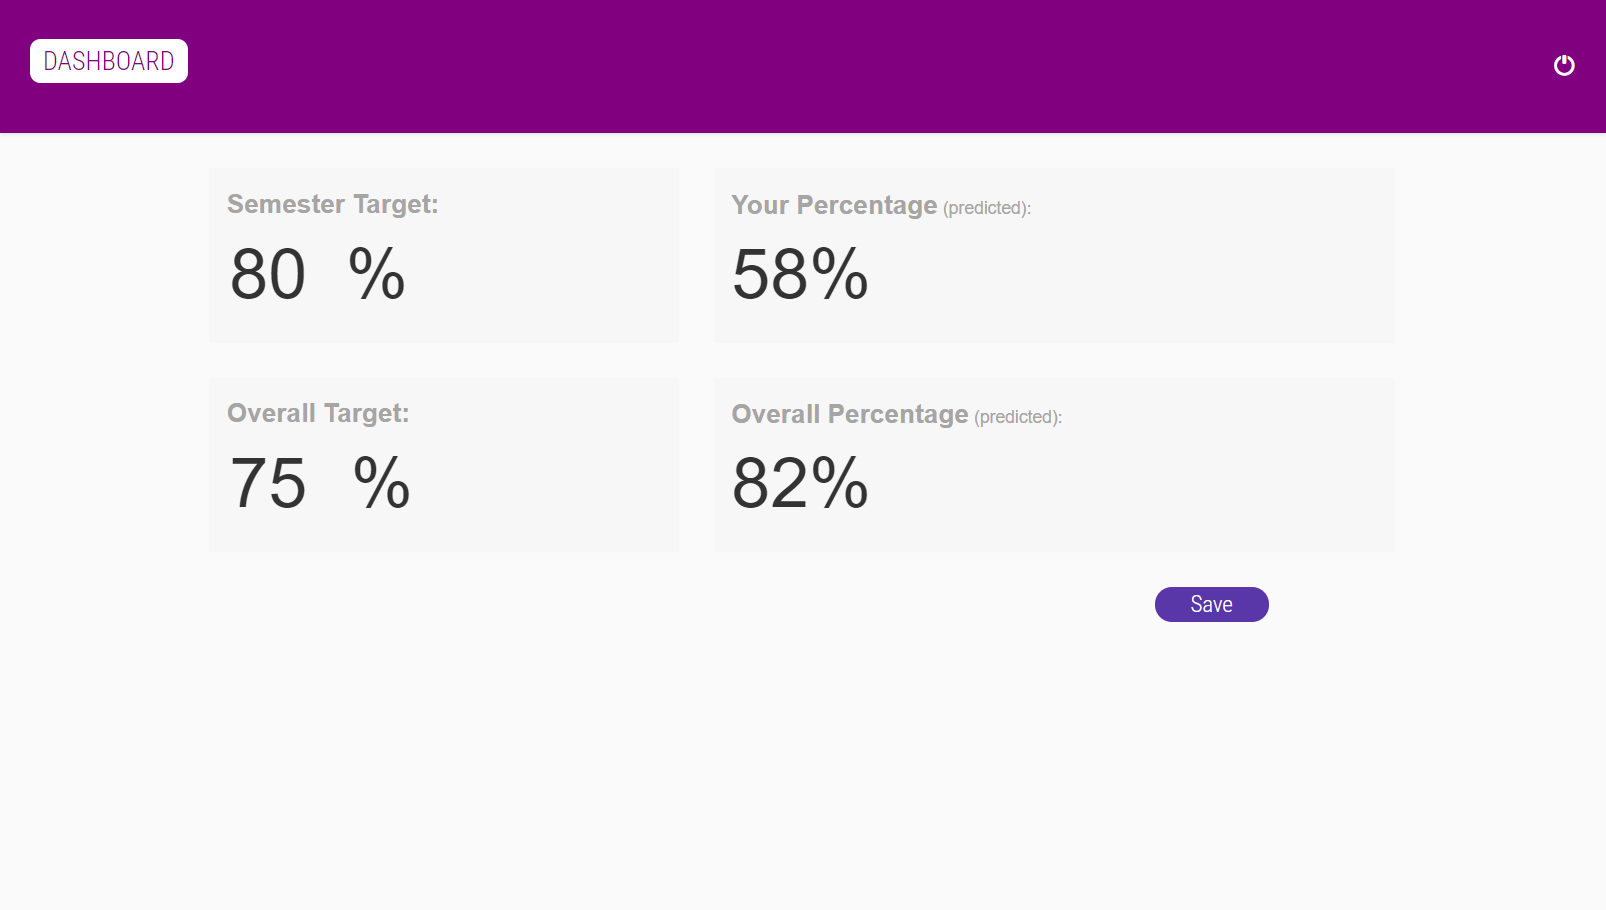 DASHBOARD
Semester Target:
80 %
Your Percentage (predicted):
58%
Overall Target:
75 %
Overall Percentage (predicted):
82%
Save